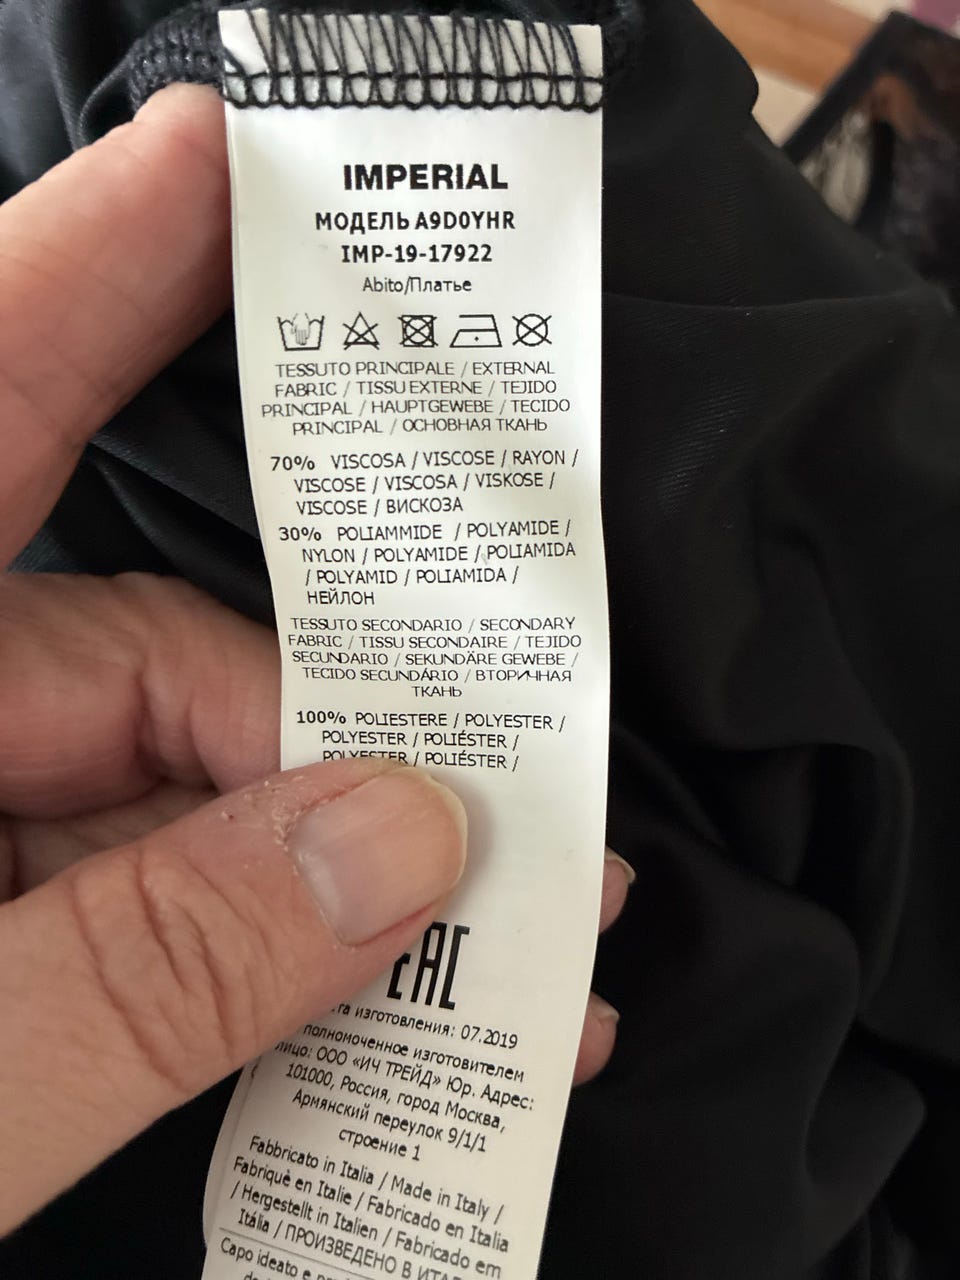 IMPERIAL
МОДЕЛЬ A9D0YHR
IMP-19-17922
Abito/Платье
TESSUTO PRINCIPALE / EXTERNAL
FABRIC / TISSU EXTERNE / TEJIDO
PRINCIPAL / HAUPTGEWEBE / TECIDO
PRINCIPAL / ОСНОВНАЯ ТКАНЬ
70% VISCOSA / VISCOSE / RAYON /
VISCOSE / VISCOSA / VISKOSE /
VISCOSE / ВИСКОЗА
30% POLIAMMIDE / POLYAMIDE /
NYLON / POLYAMIDE / POLIAMIDA
/ POLYAMID / POLIAMIDA /
НЕЙЛОН
TESSUTO SECONDARIO / SECONDARY
FABRIC / TISSU SECONDAIRE / TEJIDO
SECUNDARIO / SEKUNDÄRE GEWEBE /
TECIDO SECUNDÁRIO / ВТОРИЧНАЯ
ТКАНЬ
100% POLIESTERE / POLYESTER /
POLYESTER / POLIÉSTER /
POLYESTER / POLIÉSTER /
EAC
изготовления: 07.2019
полномоченное изготовителем
лицо: ООО «ИЧ ТРЕЙД» Юр. Адрес:
101000, Россия, город Москва,
Армянский переулок 9/1/1
строение 1
Fabbricato in Italia / Made in Italy /
Fabriquè en Italie / Fabricado en Italia
/ Hergestellt in Italien / Fabricado em
Itália / ПРОИЗВЕДЕНО В ИТА
Capo ideato e